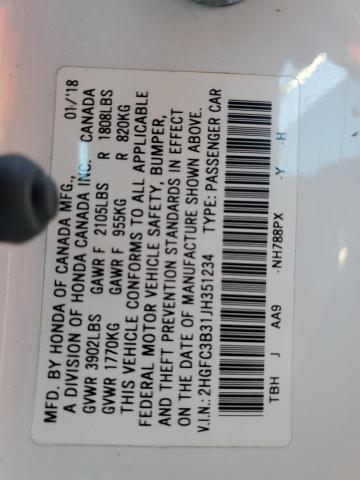 MFD. BY HONDA OF CANADA MFG., 01/'18
A DIVISION OF HONDA CANADA INC. CANADA
GVWR 3902LBS GAWR F 2105LBS R 1808LBS
GVWR 1770KG GAWR F 955KG R 820KG
THIS VEHICLE CONFORMS TO ALL APPLICABLE
FEDERAL MOTOR VEHICLE SAFETY, BUMPER,
AND THEFT PREVENTION STANDARDS IN EFFECT
ON THE DATE OF MANUFACTURE SHOWN ABOVE.
V.I.N.: 2HGFC3B31JH351234 TYPE: PASSENGER CAR
TBH J AA9 -NH788PX -Y -H